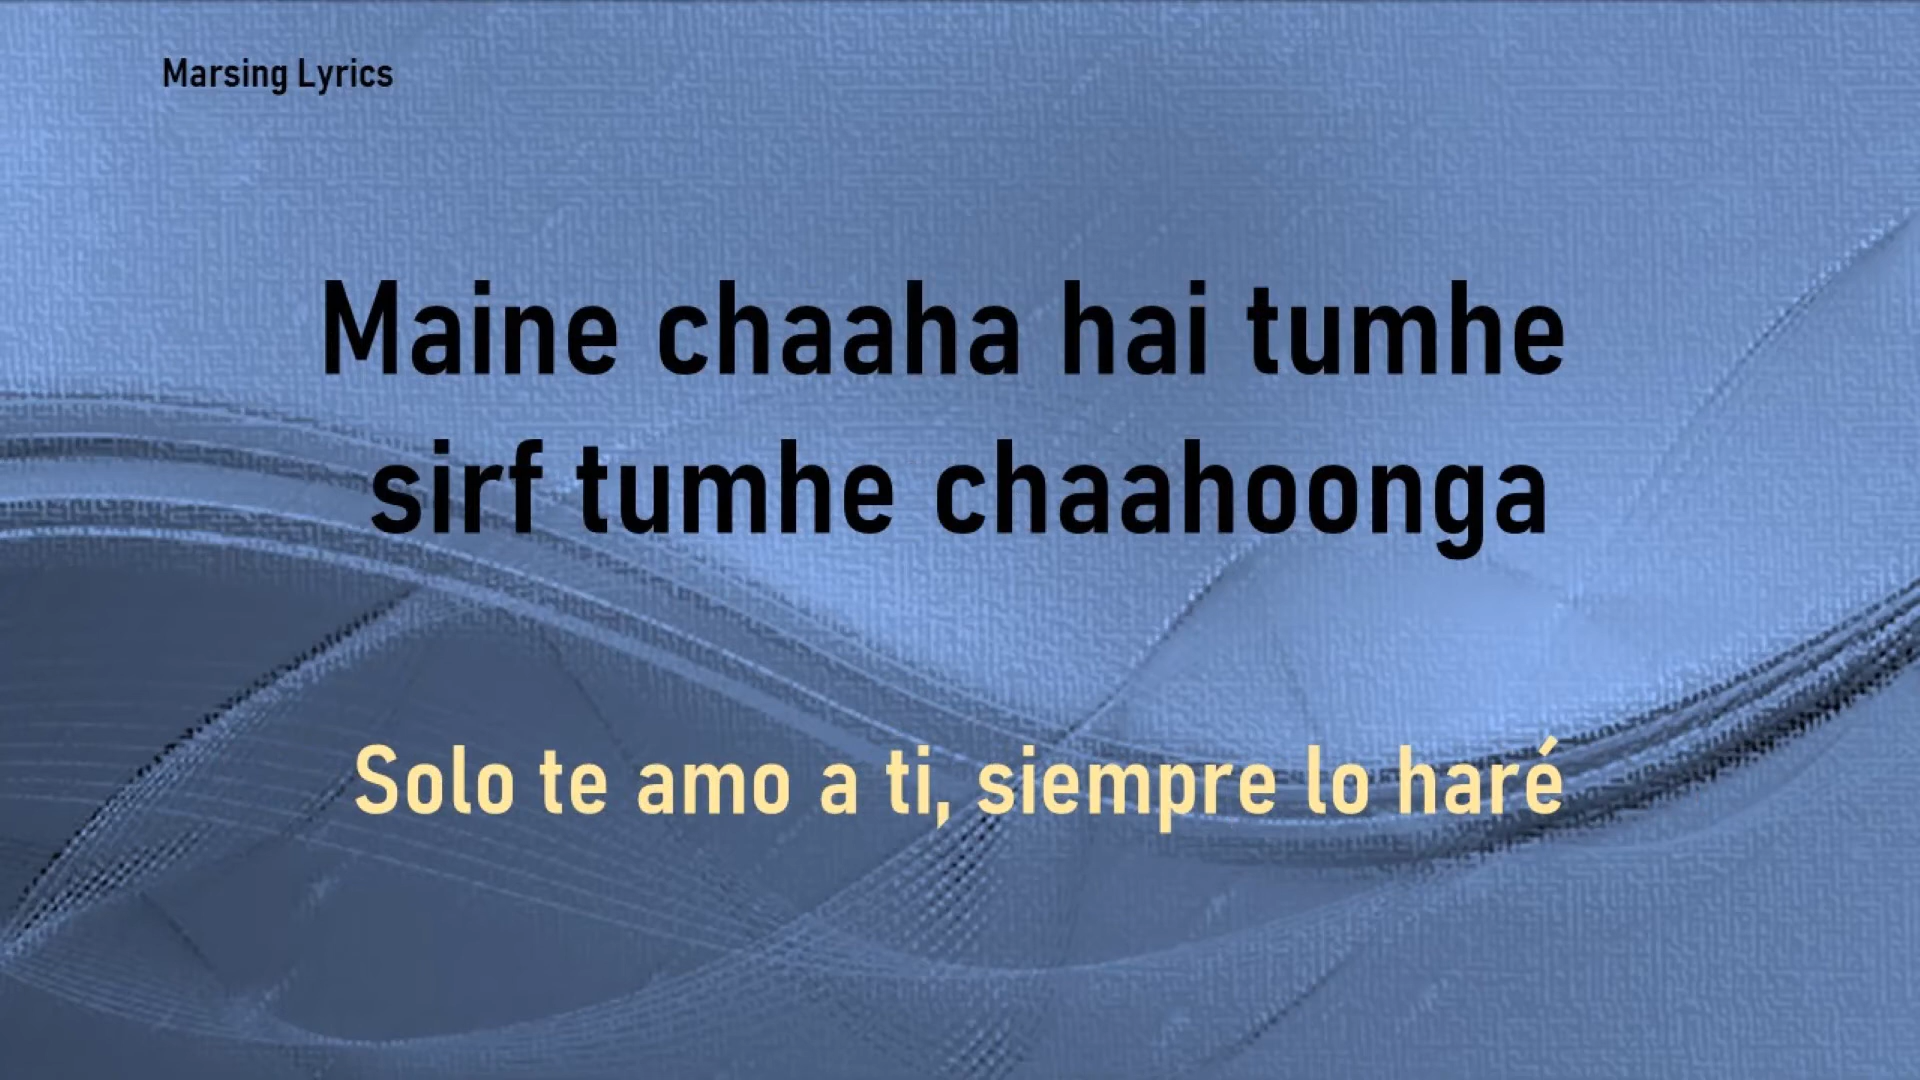 Marsing Lyrics
Maine chaaha hai tumhe
sirf tumhe chaahoonga
Solo te amo a ti, siempre lo haré